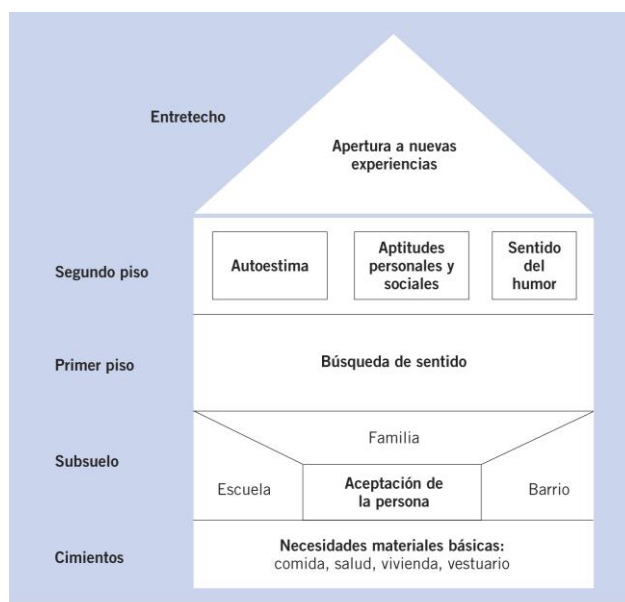 Entretecho
Apertura a nuevas
experiencias
Segundo piso
Autoestima
Aptitudes
personales y
sociales
Sentido
del
humor
Primer piso
Búsqueda de sentido
Subsuelo
Familia
Escuela
Aceptación de
la persona
Barrio
Cimientos
Necesidades materiales básicas:
comida, salud, vivienda, vestuario